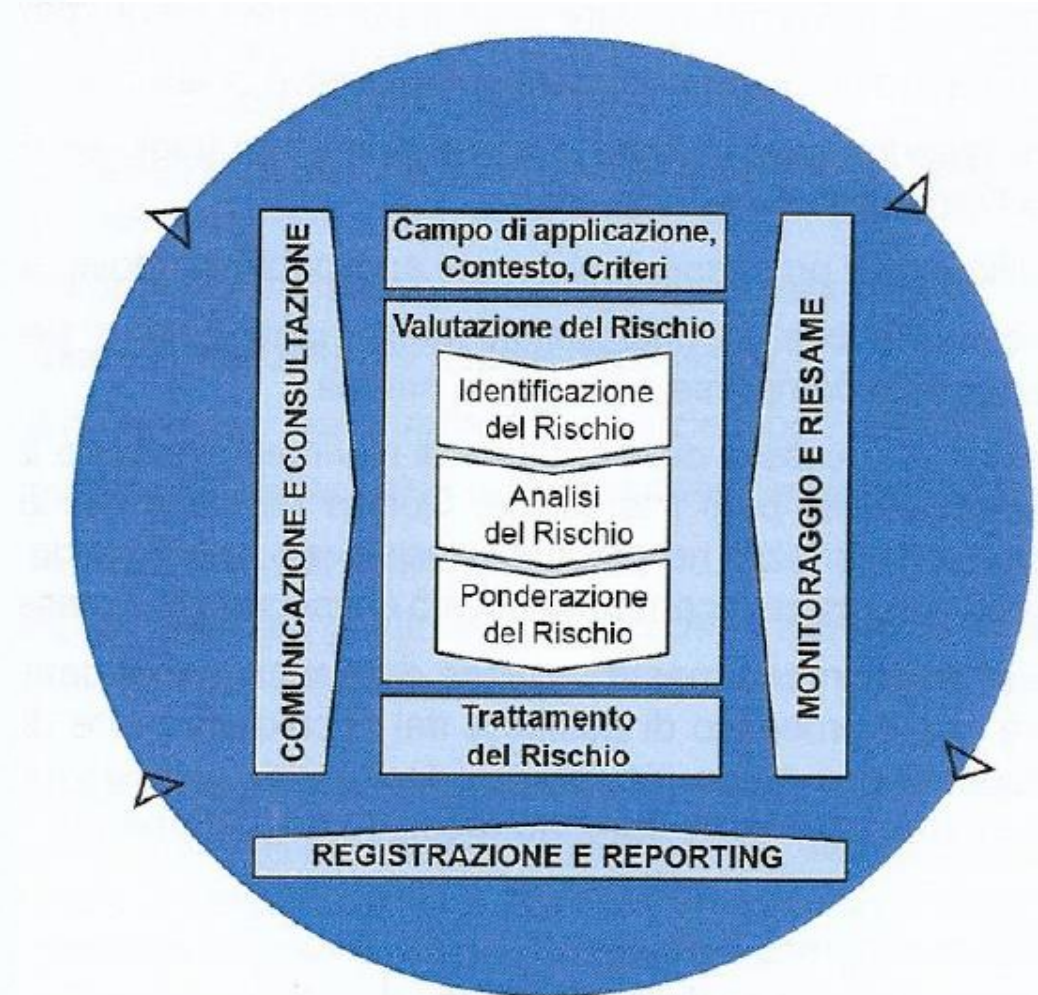 Campo di applicazione,
Contesto, Criteri
Valutazione del Rischio
Identificazione
del Rischio
Analisi
del Rischio
Ponderazione
del Rischio
Trattamento
del Rischio
COMUNICAZIONE E CONSULTAZIONE
MONITORAGGIO E RIESAME
REGISTRAZIONE E REPORTING